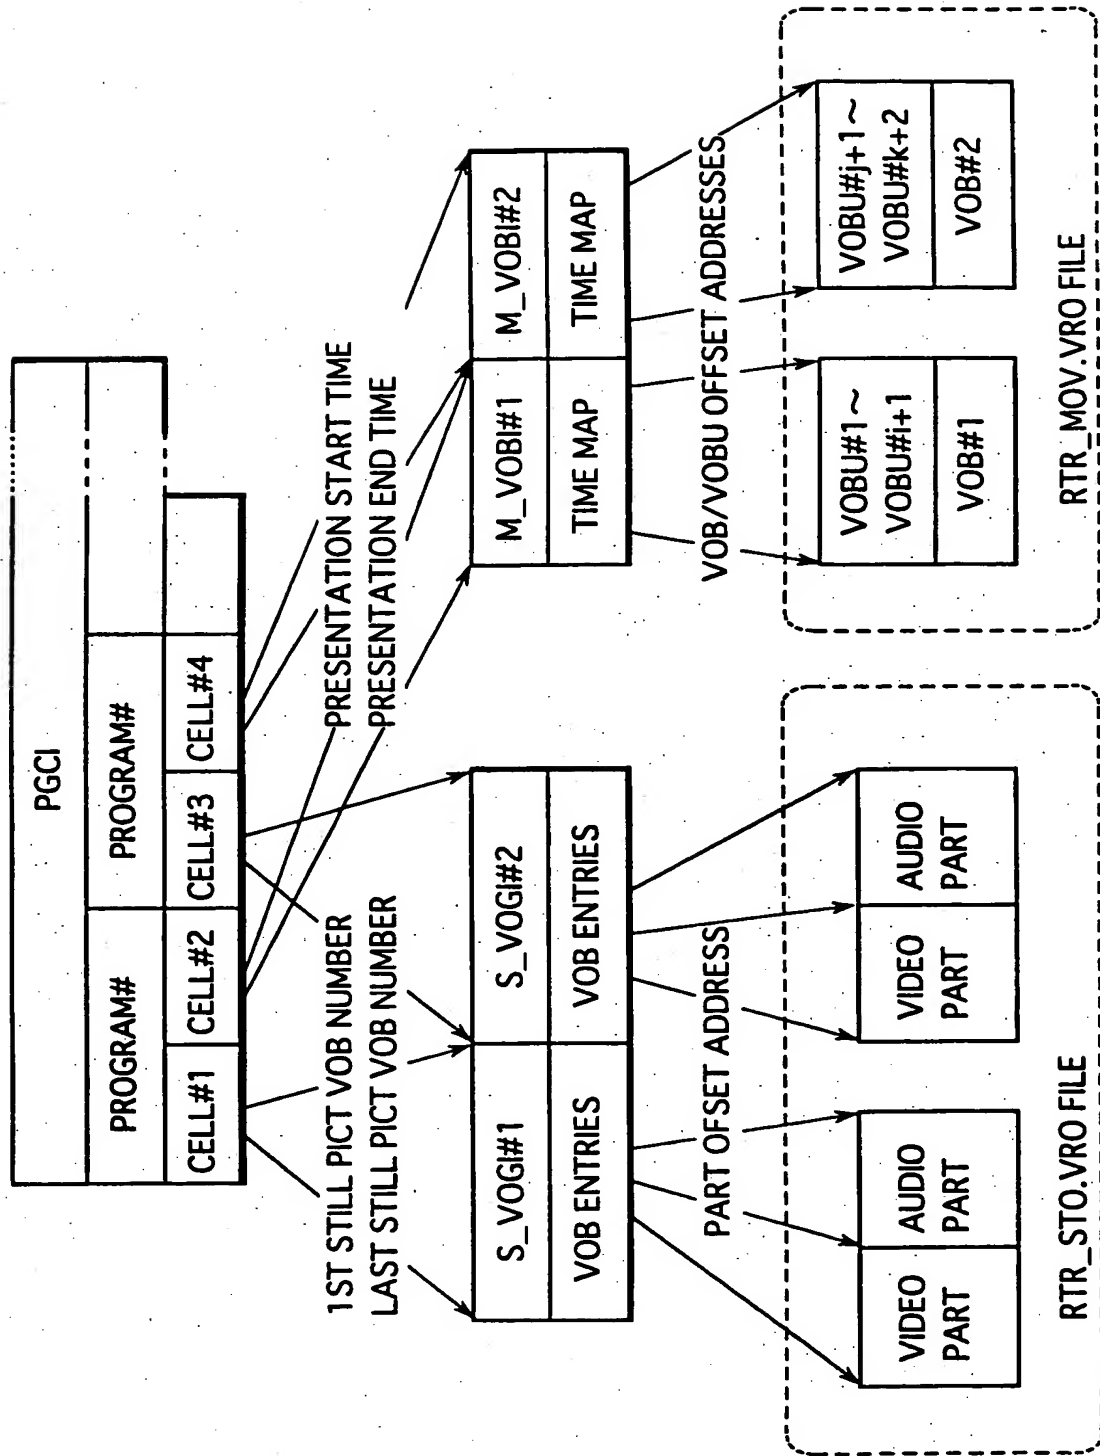 PGCI
PROGRAM#
PROGRAM#
CELL#1
CELL#2
CELL#3
CELL#4
1ST STILL PICT VOB NUMBER
LAST STILL PICT VOB NUMBER
PRESENTATION START TIME
PRESENTATION END TIME
S_VOGI#1
S_VOGI#2
VOB ENTRIES
VOB ENTRIES
M_VOBI#1
M_VOBI#2
TIME MAP
TIME MAP
PART OFFSET ADDRESS
VOB/VOBU OFFSET ADDRESSES
VIDEO
PART
AUDIO
PART
VIDEO
PART
AUDIO
PART
VOBU#1~
VOBU#i+1
VOB#1
VOBU#j+1~
VOBU#k+2
VOB#2
RTR_STO.VRO FILE
RTR_MOV.VRO FILE